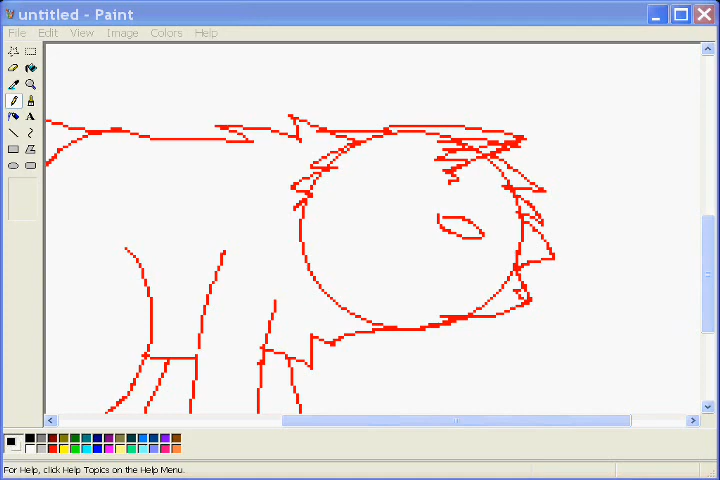 untitled - Paint
File Edit View Image Colors Help
A
For Help, click Help Topics on the Help Menu.